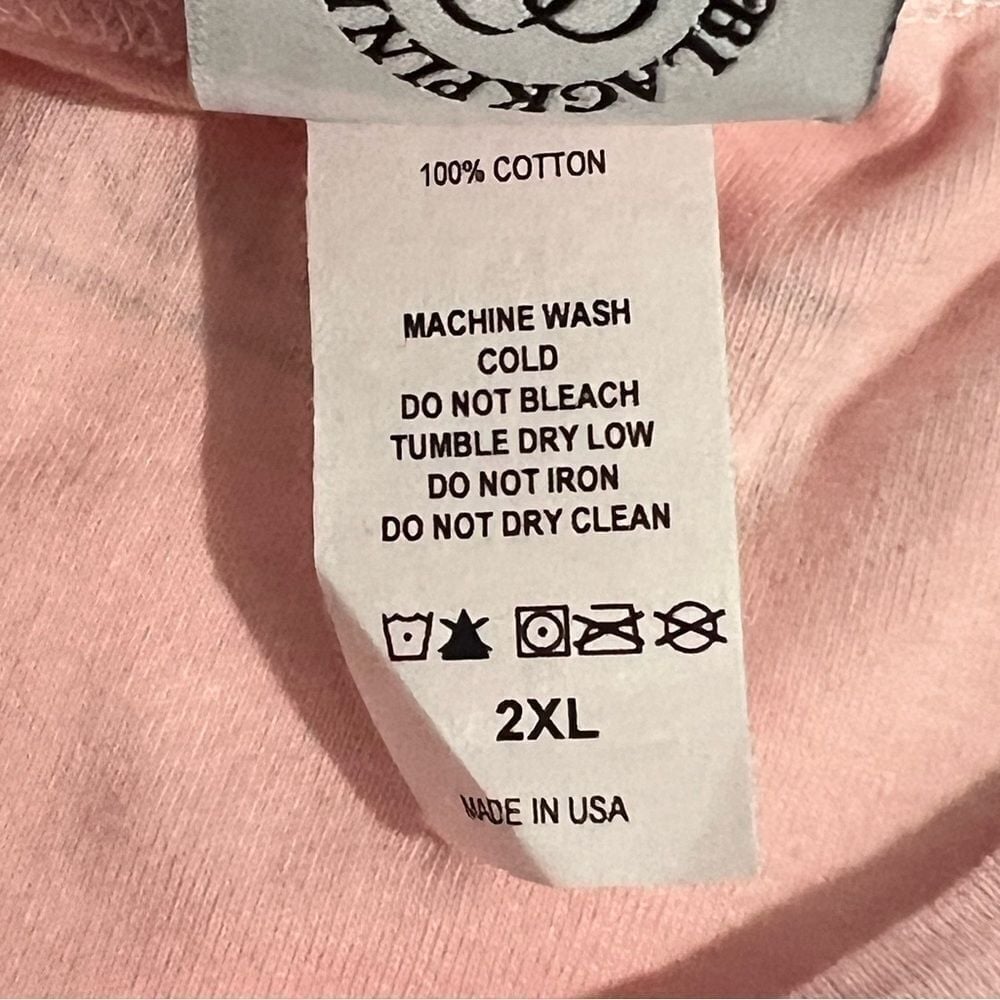 BLACKPIN
100% COTTON
MACHINE WASH
COLD
DO NOT BLEACH
TUMBLE DRY LOW
DO NOT IRON
DO NOT DRY CLEAN
2XL
MADE IN USA